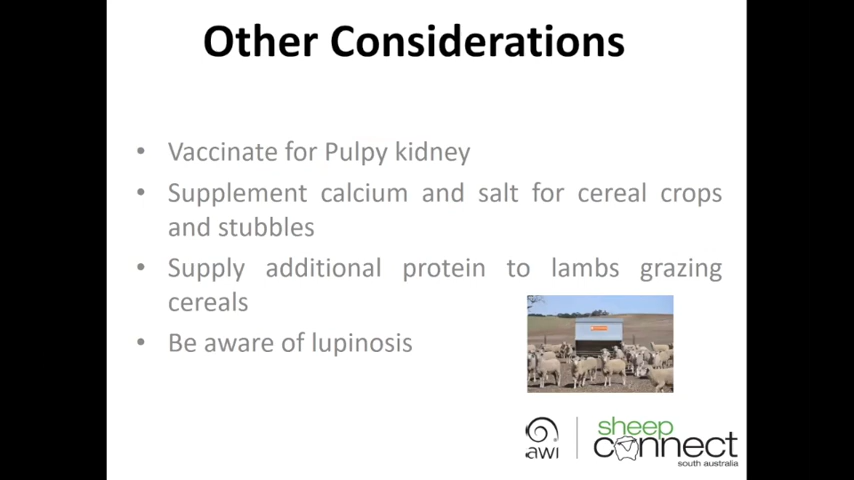 Other Considerations
• Vaccinate for Pulpy kidney
• Supplement calcium and salt for cereal crops
and stubbles
• Supply additional protein to lambs grazing
cereals
• Be aware of lupinosis
awi
sheep
connect
south australia